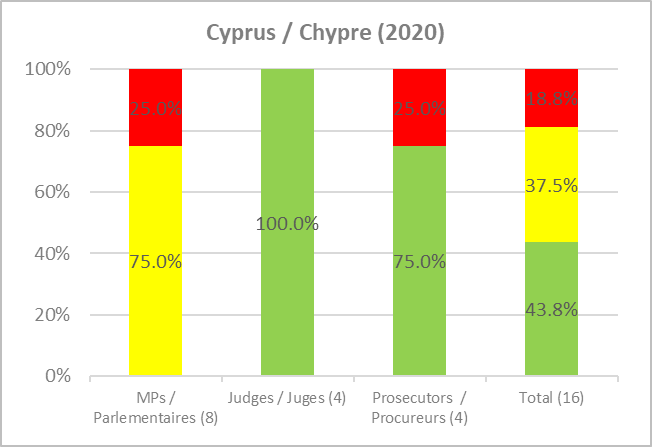 Cyprus / Chypre (2020)
100%
80%
60%
40%
20%
0%
25.0%
75.0%
100.0%
25.0%
75.0%
18.8%
37.5%
43.8%
MPs /
Parlementaires (8)
Judges / Juges (4)
Prosecutors /
Procureurs (4)
Total (16)